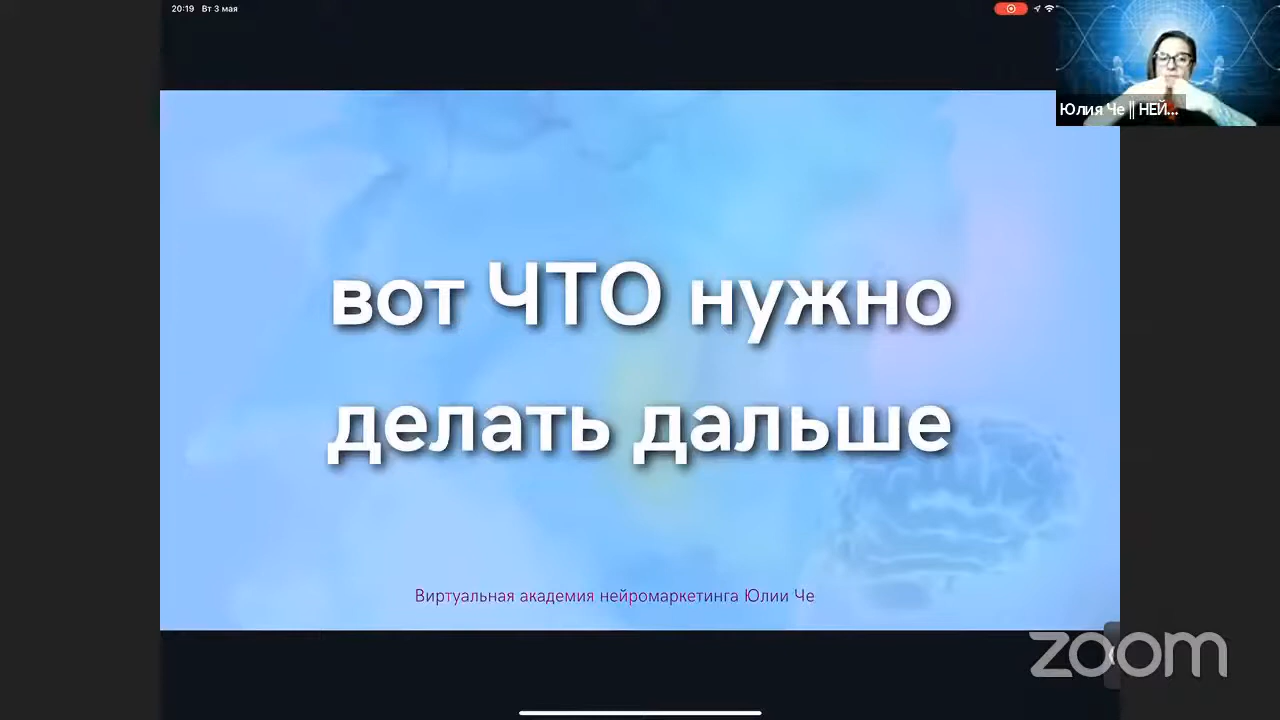 20:19 Вт 3 мая
Юлия Че || НЕЙ...
вот ЧТО нужно
делать дальше
Виртуальная академия нейромаркетинга Юлии Че
zoom